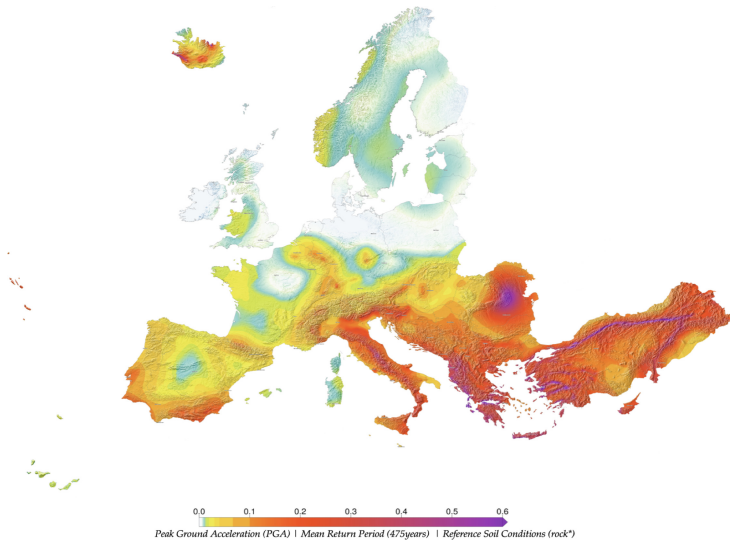 0.0 0.1 0.2 0.3 0.4 0.5 0.6
Peak Ground Acceleration (PGA) | Mean Return Period (475years) | Reference Soil Conditions (rock*)